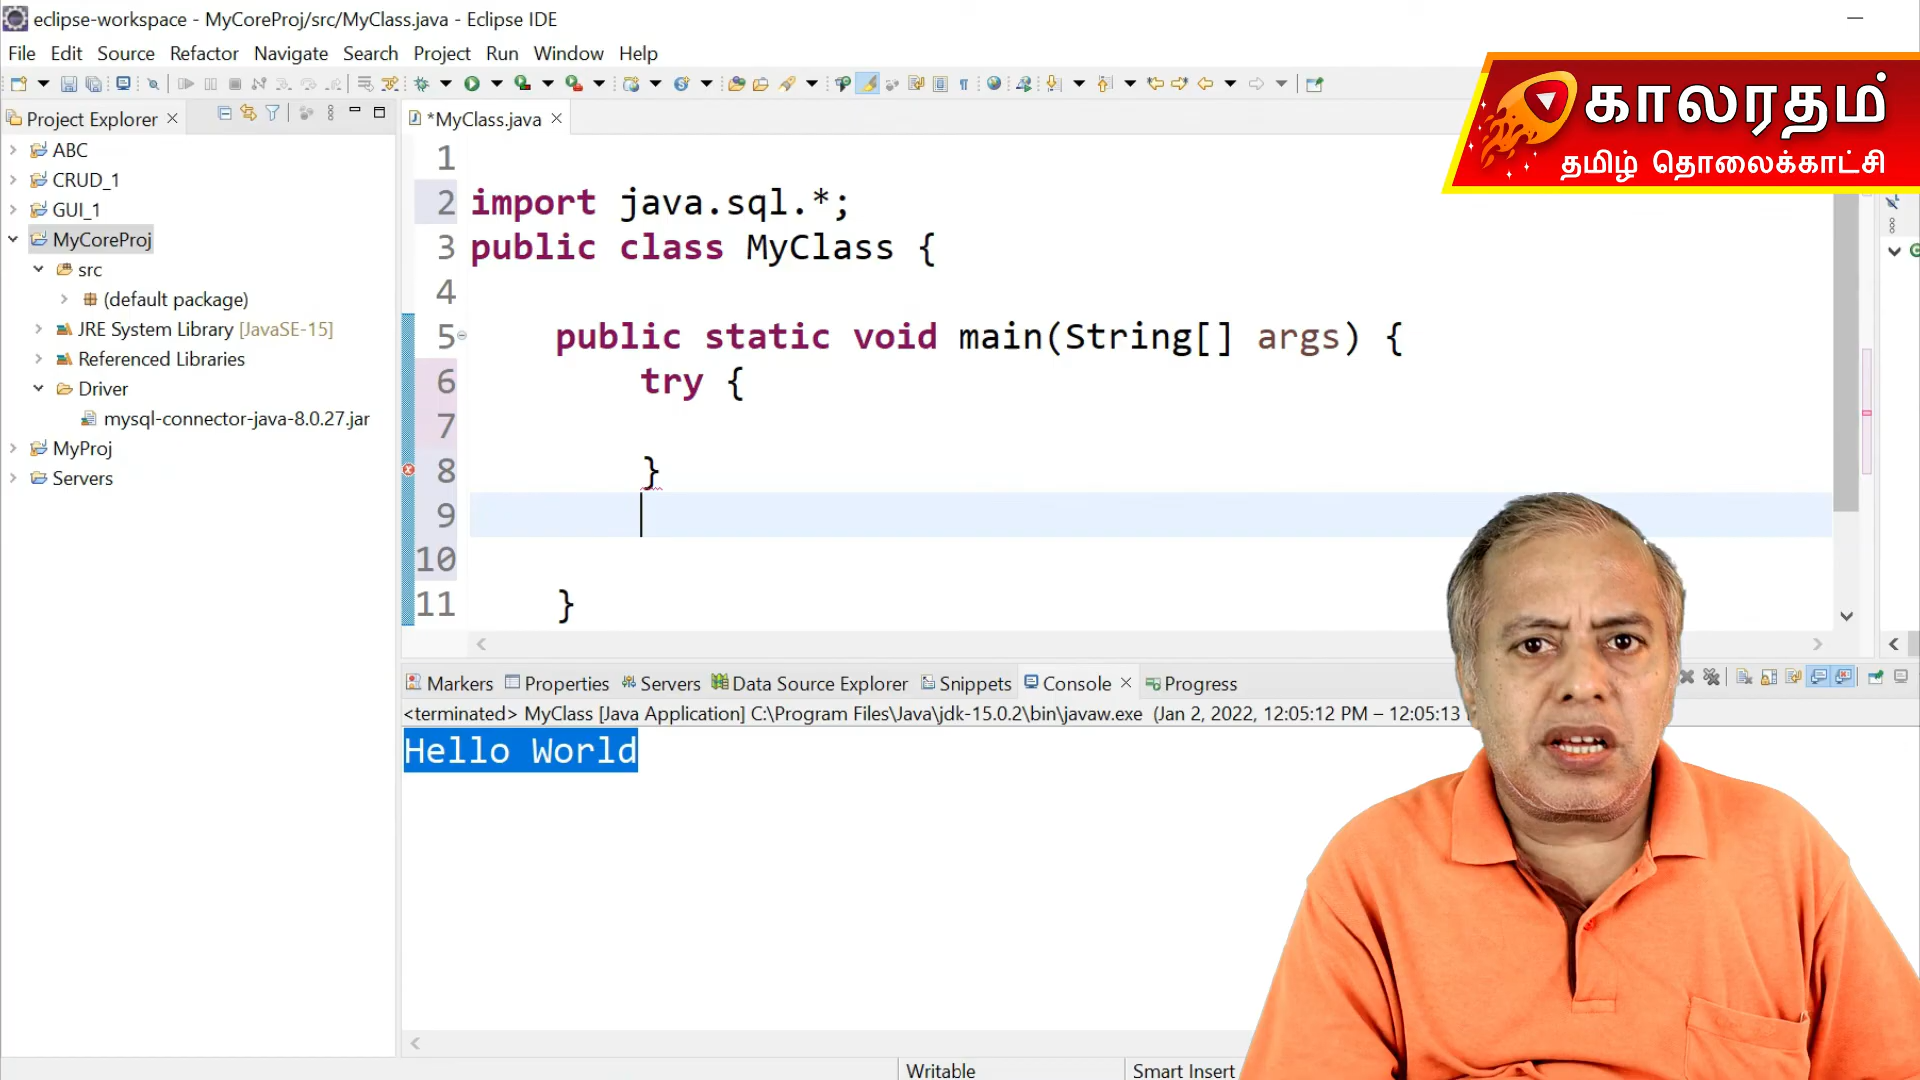 eclipse-workspace - MyCoreProj/src/MyClass.java - Eclipse IDE
File Edit Source Refactor Navigate Search Project Run Window Help
காலரதம்
தமிழ் தொலைக்காட்சி
Project Explorer
ABC
CRUD_1
GUI_1
MyCoreProj
src
(default package)
JRE System Library [JavaSE-15]
Referenced Libraries
Driver
mysql-connector-java-8.0.27.jar
MyProj
Servers
*MyClass.java
1
2 import java.sql.*;
3 public class MyClass {
4
5 public static void main(String[] args) {
6 try {
7
8 }
9
10
11 }
Markers Properties Servers Data Source Explorer Snippets Console Progress
<terminated> MyClass [Java Application] C:\Program Files\Java\jdk-15.0.2\bin\javaw.exe (Jan 2, 2022, 12:05:12 PM – 12:05:13
Hello World
Writable Smart Insert